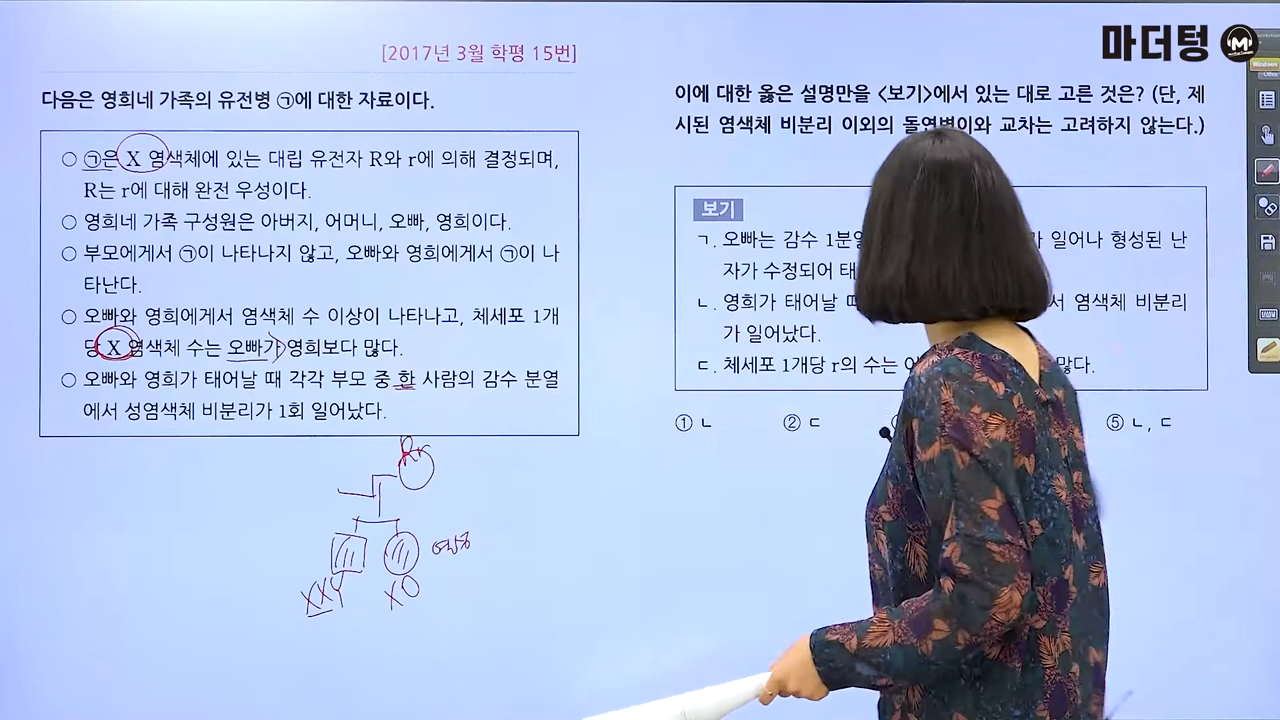 마더텅
[2017년 3월 학평 15번]
다음은 영희네 가족의 유전병 ㉠에 대한 자료이다.
○ ㉠은 X 염색체에 있는 대립 유전자 R와 r에 의해 결정되며,
R는 r에 대해 완전 우성이다.
○ 영희네 가족 구성원은 아버지, 어머니, 오빠, 영희이다.
○ 부모에게서 ㉠이 나타나지 않고, 오빠와 영희에게서 ㉠이 나
타난다.
○ 오빠와 영희에게서 염색체 수 이상이 나타나고, 체세포 1개
당 X 염색체 수는 오빠가 영희보다 많다.
○ 오빠와 영희가 태어날 때 각각 부모 중 한 사람의 감수 분열
에서 성염색체 비분리가 1회 일어났다.
Rr
XXY
XO
이에 대한 옳은 설명만을 <보기>에서 있는 대로 고른 것은? (단, 제
시된 염색체 비분리 이외의 돌연변이와 교차는 고려하지 않는다.)
보기
ㄱ. 오빠는 감수 1분 일어나 형성된 난
자가 수정되어 태
ㄴ. 영희가 태어날 염색체 비분리
가 일어났다.
ㄷ. 체세포 1개당 r의 수는 많다.
① ㄴ
② ㄷ
⑤ ㄴ, ㄷ
Windows